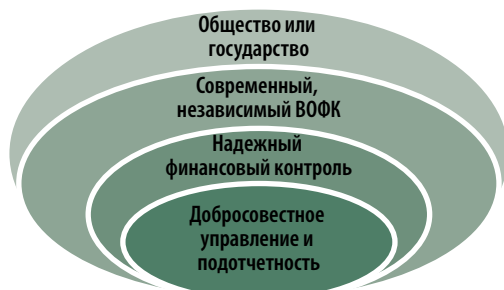 Общество или
государство
Современный,
независимый ВОФК
Надежный
финансовый контроль
Добросовестное
управление и
подотчетность